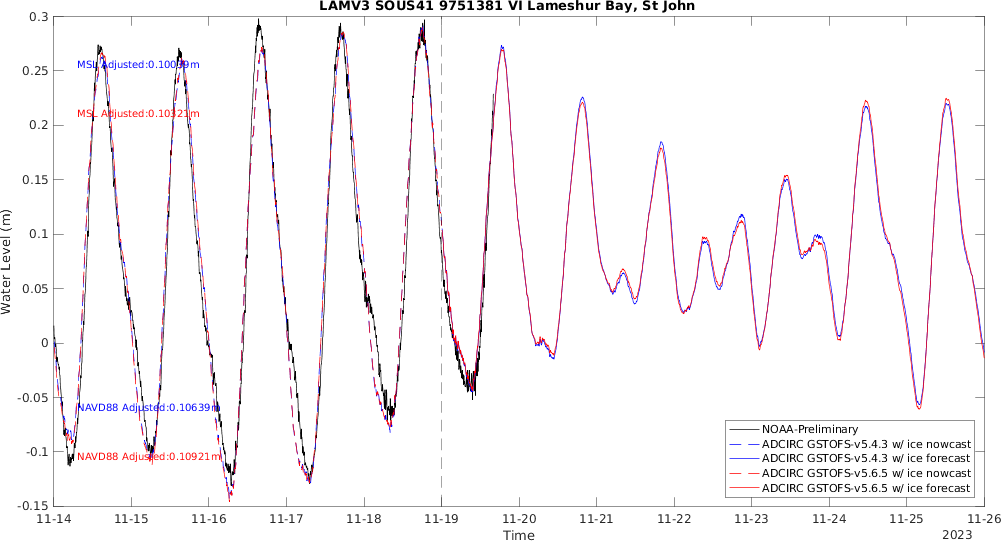 LAMV3 SOUS41 9751381 VI Lameshur Bay, St John
0.3
0.25
0.2
0.15
0.1
0.05
0
-0.05
-0.1
-0.15
Water Level (m)
MSL Adjusted:0.10039m
MSL Adjusted:0.10321m
NAVD88 Adjusted:0.10639m
NAVD88 Adjusted:0.10921m
NOAA-Preliminary
ADCIRC GSTOFS-v5.4.3 w/ ice nowcast
ADCIRC GSTOFS-v5.4.3 w/ ice forecast
ADCIRC GSTOFS-v5.6.5 w/ ice nowcast
ADCIRC GSTOFS-v5.6.5 w/ ice forecast
11-14 11-15 11-16 11-17 11-18 11-19 11-20 11-21 11-22 11-23 11-24 11-25 11-26
Time
2023